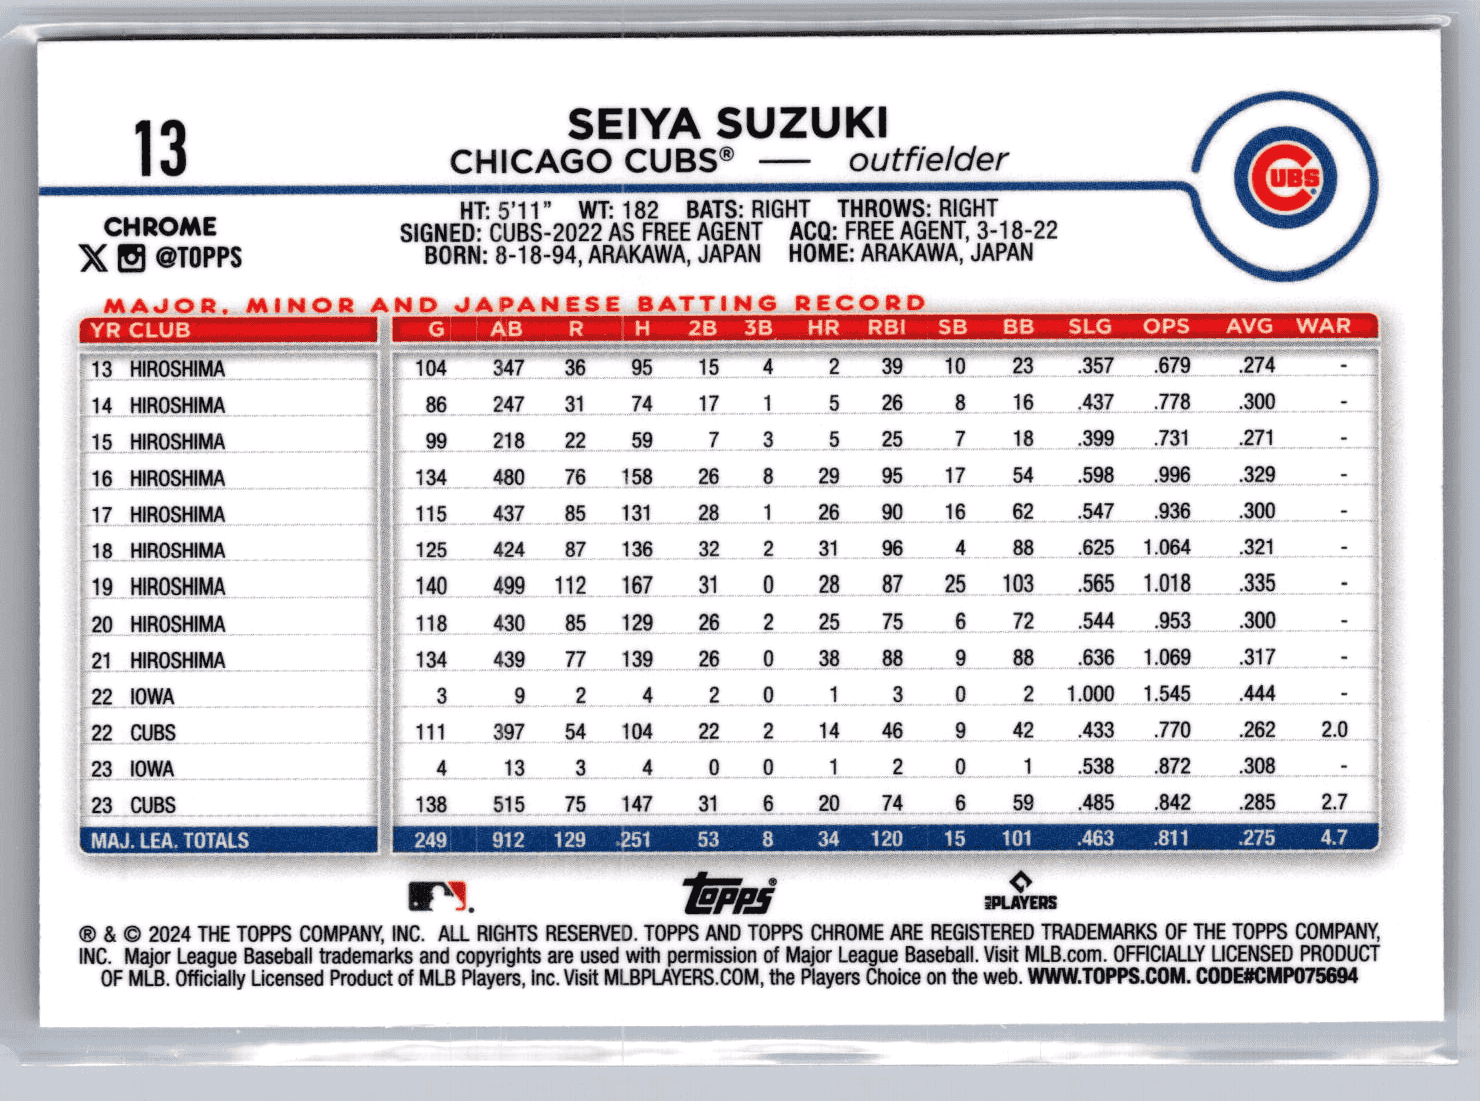 13
SEIYA SUZUKI
CHICAGO CUBS® — outfielder
CUBS
CHROME
X @TOPPS
HT: 5'11" WT: 182 BATS: RIGHT THROWS: RIGHT
SIGNED: CUBS-2022 AS FREE AGENT ACQ: FREE AGENT, 3-18-22
BORN: 8-18-94, ARAKAWA, JAPAN HOME: ARAKAWA, JAPAN
MAJOR, MINOR AND JAPANESE BATTING RECORD
YR CLUB G AB R H 2B 3B HR RBI SB BB SLG OPS AVG WAR
13 HIROSHIMA 104 347 36 95 15 4 2 39 10 23 .357 .679 .274 -
14 HIROSHIMA 86 247 31 74 17 1 5 26 8 16 .437 .778 .300 -
15 HIROSHIMA 99 218 22 59 7 3 5 25 7 18 .399 .731 .271 -
16 HIROSHIMA 134 480 76 158 26 8 29 95 17 54 .598 .996 .329 -
17 HIROSHIMA 115 437 85 131 28 1 26 90 16 62 .547 .936 .300 -
18 HIROSHIMA 125 424 87 136 32 2 31 96 4 88 .625 1.064 .321 -
19 HIROSHIMA 140 499 112 167 31 0 28 87 25 103 .565 1.018 .335 -
20 HIROSHIMA 118 430 85 129 26 2 25 75 6 72 .544 .953 .300 -
21 HIROSHIMA 134 439 77 139 26 0 38 88 9 88 .636 1.069 .317 -
22 IOWA 3 9 2 4 2 0 1 3 0 2 1.000 1.545 .444 -
22 CUBS 111 397 54 104 22 2 14 46 9 42 .433 .770 .262 2.0
23 IOWA 4 13 3 4 0 0 1 2 0 1 .538 .872 .308 -
23 CUBS 138 515 75 147 31 6 20 74 6 59 .485 .842 .285 2.7
MAJ. LEA. TOTALS 249 912 129 251 53 8 34 120 15 101 .463 .811 .275 4.7
Topps®
MLB PLAYERS
® & © 2024 THE TOPPS COMPANY, INC. ALL RIGHTS RESERVED. TOPPS AND TOPPS CHROME ARE REGISTERED TRADEMARKS OF THE TOPPS COMPANY,
INC. Major League Baseball trademarks and copyrights are used with permission of Major League Baseball. Visit MLB.com. OFFICIALLY LICENSED PRODUCT
OF MLB. Officially Licensed Product of MLB Players, Inc. Visit MLBPLAYERS.COM, the Players Choice on the web. WWW.TOPPS.COM. CODE#CMP075694